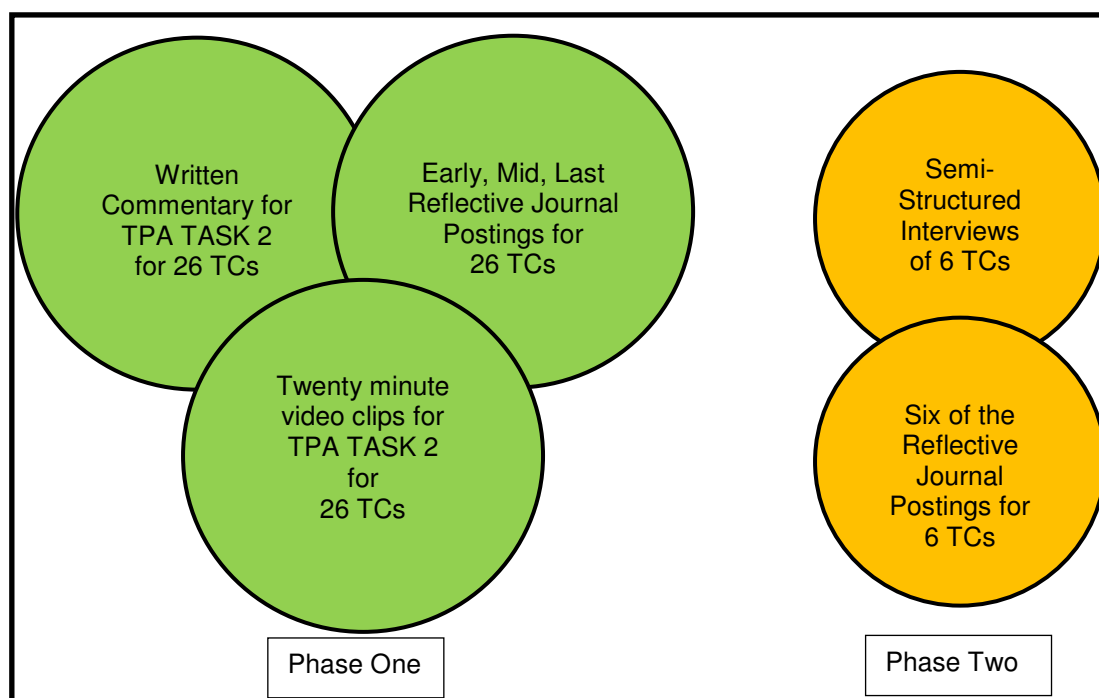 Written
Commentary for
TPA TASK 2
for 26 TCs
Early, Mid, Last
Reflective Journal
Postings for
26 TCs
Twenty minute
video clips for
TPA TASK 2
for
26 TCs
Phase One
Semi-
Structured
Interviews
of 6 TCs
Six of the
Reflective
Journal
Postings for
6 TCs
Phase Two